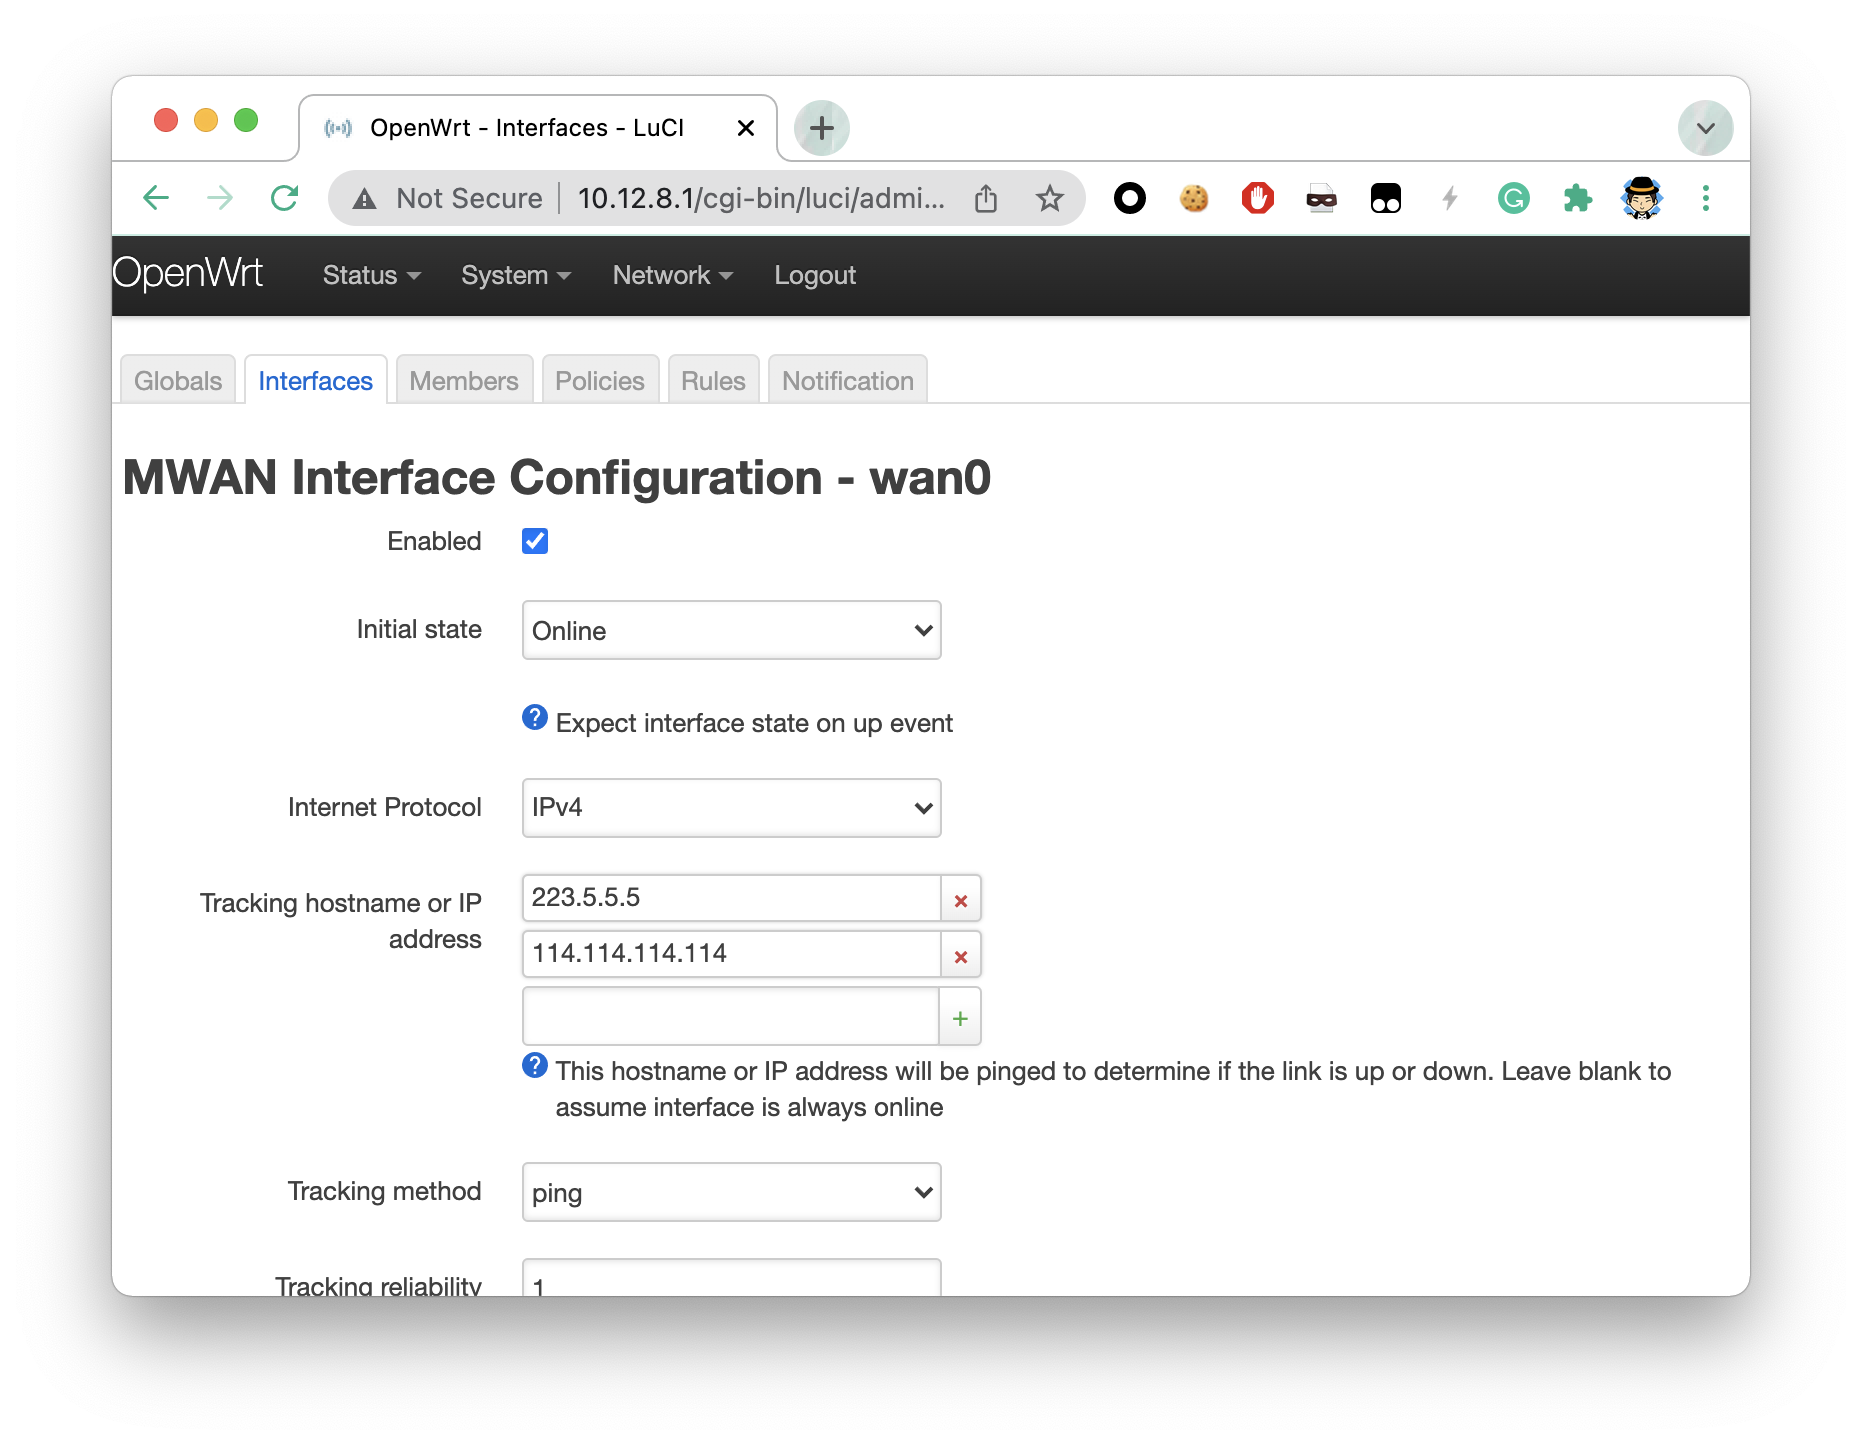 OpenWrt - Interfaces - LuCI
Not Secure 10.12.8.1/cgi-bin/luci/admi...
OpenWrt Status System Network Logout
Globals Interfaces Members Policies Rules Notification
MWAN Interface Configuration - wan0
Enabled
Initial state Online
Expect interface state on up event
Internet Protocol IPv4
Tracking hostname or IP 223.5.5.5
address 114.114.114.114
This hostname or IP address will be pinged to determine if the link is up or down. Leave blank to
assume interface is always online
Tracking method ping
Tracking reliability 1